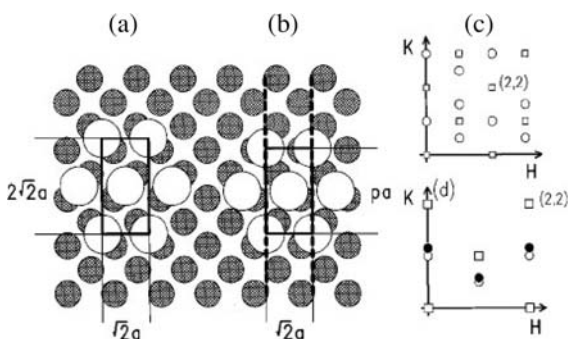 (a)
(b)
(c)
K
(2,2)
H
2√2a
pa
K
(d)
(2,2)
H
√2a
√2a